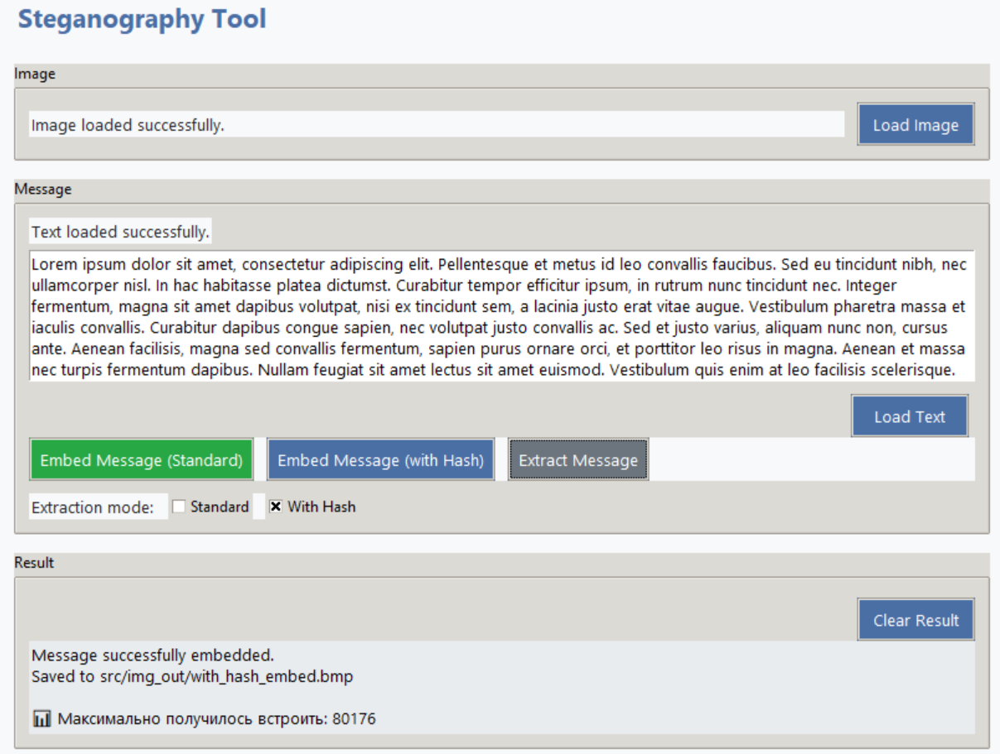 Steganography Tool
Image
Image loaded successfully.
Load Image
Message
Text loaded successfully.
Lorem ipsum dolor sit amet, consectetur adipiscing elit. Pellentesque et metus id leo convallis faucibus. Sed eu tincidunt nibh, nec
ullamcorper nisl. In hac habitasse platea dictumst. Curabitur tempor efficitur ipsum, in rutrum nunc tincidunt nec. Integer
fermentum, magna sit amet dapibus volutpat, nisi ex tincidunt sem, a lacinia justo erat vitae augue. Vestibulum pharetra massa et
iaculis convallis. Curabitur dapibus congue sapien, nec volutpat justo convallis ac. Sed et justo varius, aliquam nunc non, cursus
ante. Aenean facilisis, magna sed convallis fermentum, sapien purus ornare orci, et porttitor leo risus in magna. Aenean et massa
nec turpis fermentum dapibus. Nullam feugiat sit amet lectus sit amet euismod. Vestibulum quis enim at leo facilisis scelerisque.
Load Text
Embed Message (Standard)
Embed Message (with Hash)
Extract Message
Extraction mode:
Standard
With Hash
Result
Clear Result
Message successfully embedded.
Saved to src/img_out/with_hash_embed.bmp
Максимально получилось встроить: 80176